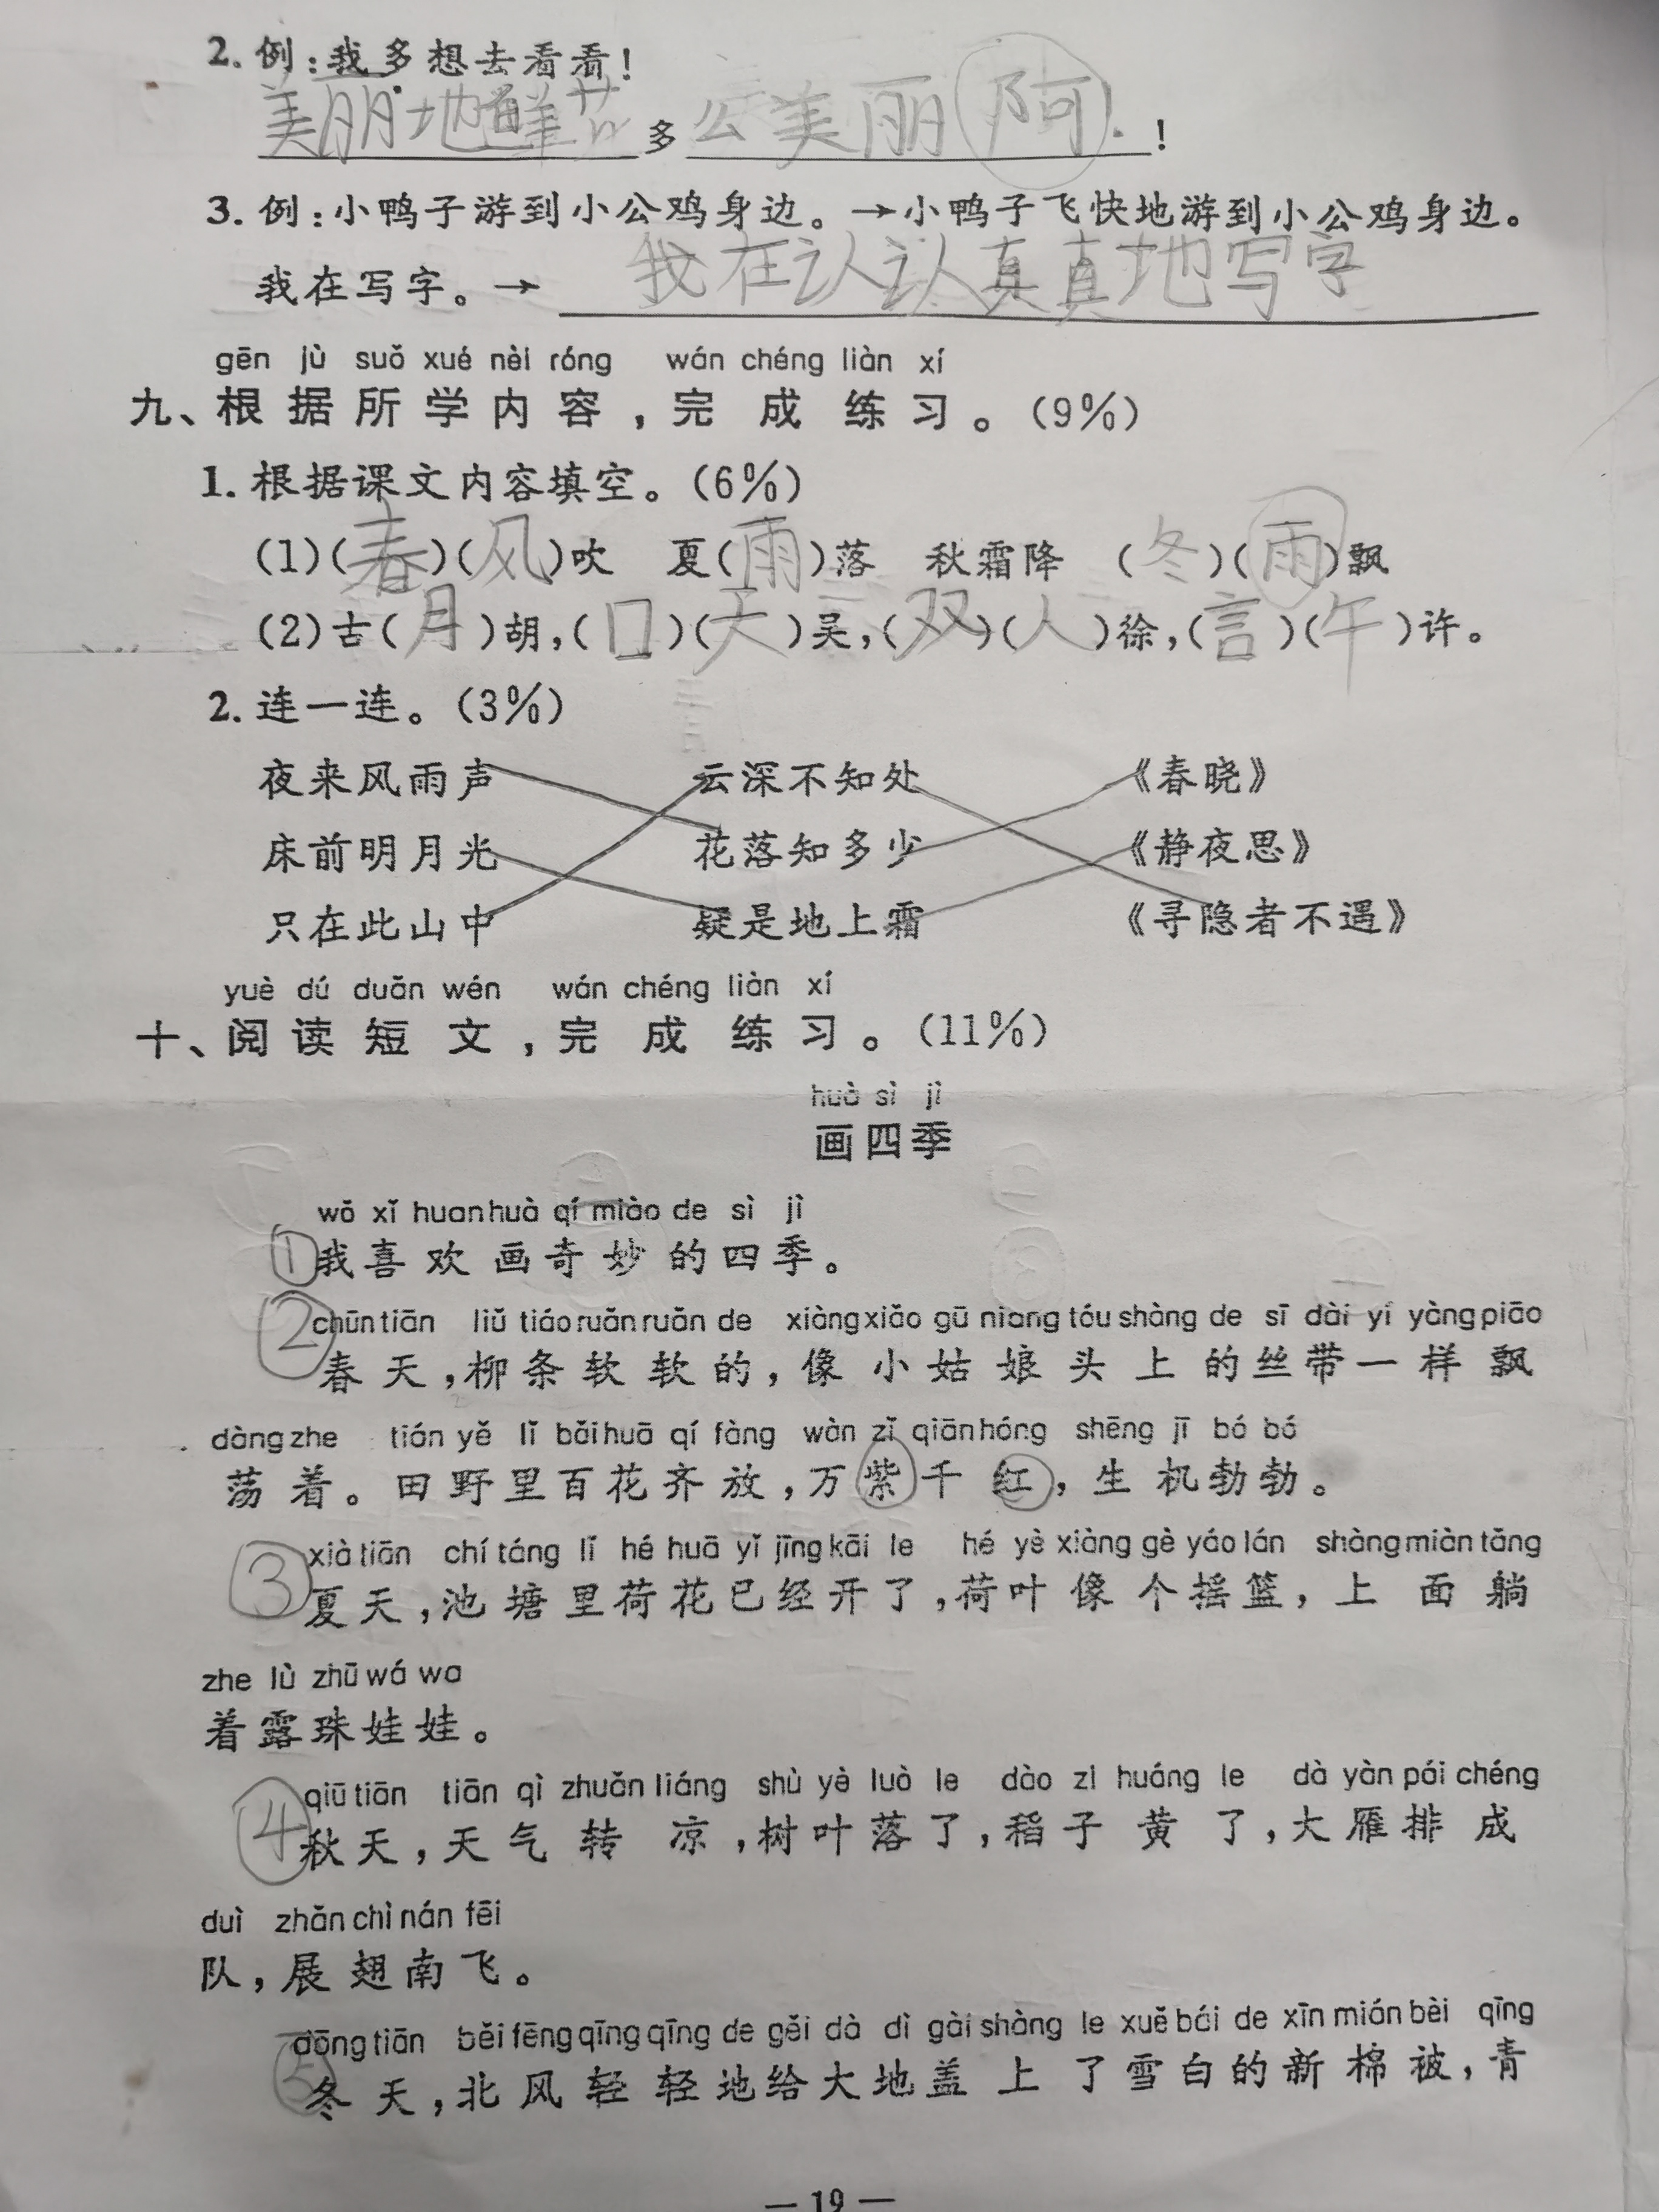 2. 例：我多想去看看！
美丽地鲜花多公美丽阿！！
3. 例：小鸭子游到小公鸡身边。→小鸭子飞快地游到小公鸡身边。
我在写字。→我在认认真真地写字
gēn jù suǒ xué nèi róng wán chéng liàn xí
九、根据所学内容，完成练习。（9%）
1. 根据课文内容填空。（6%）
（1）（春）（风）吹 夏（雨）落 秋霜降 （冬）（雨）飘
（2）古（月）胡，（口）（天）吴，（双）（人）徐，（言）（午）许。
2. 连一连。（3%）
夜来风雨声 云深不知处 《春晓》
床前明月光 花落知多少 《静夜思》
只在此山中 疑是地上霜 《寻隐者不遇》
yuè dú duǎn wén wán chéng liàn xí
十、阅读短文，完成练习。（11%）
huà sì jì
画四季
wǒ xǐ huan huà qí miào de sì jì
①我喜欢画奇妙的四季。
chūn tiān liǔ tiáo ruǎn ruǎn de xiàng xiǎo gū niang tóu shàng de sī dài yí yàng piāo
②春天，柳条软软的，像小姑娘头上的丝带一样飘
dàng zhe tián yě lǐ bǎi huā qí fàng wàn zǐ qiān hóng shēng jī bó bó
荡着。田野里百花齐放，万紫千红，生机勃勃。
xià tiān chí táng lǐ hé huā yǐ jīng kāi le hé yè xiàng gè yáo lán shàng miàn tǎng
③夏天，池塘里荷花已经开了，荷叶像个摇篮，上面躺
zhe lù zhū wá wa
着露珠娃娃。
qiū tiān tiān qì zhuǎn liáng shù yè luò le dào zi huáng le dà yàn pái chéng
④秋天，天气转凉，树叶落了，稻子黄了，大雁排成
duì zhǎn chì nán fēi
队，展翅南飞。
dōng tiān běi fēng qīng qīng de gěi dà dì gài shàng le xuě bái de xīn mián bèi qīng
⑤冬天，北风轻轻地给大地盖上了雪白的新棉被，青
— 19 —